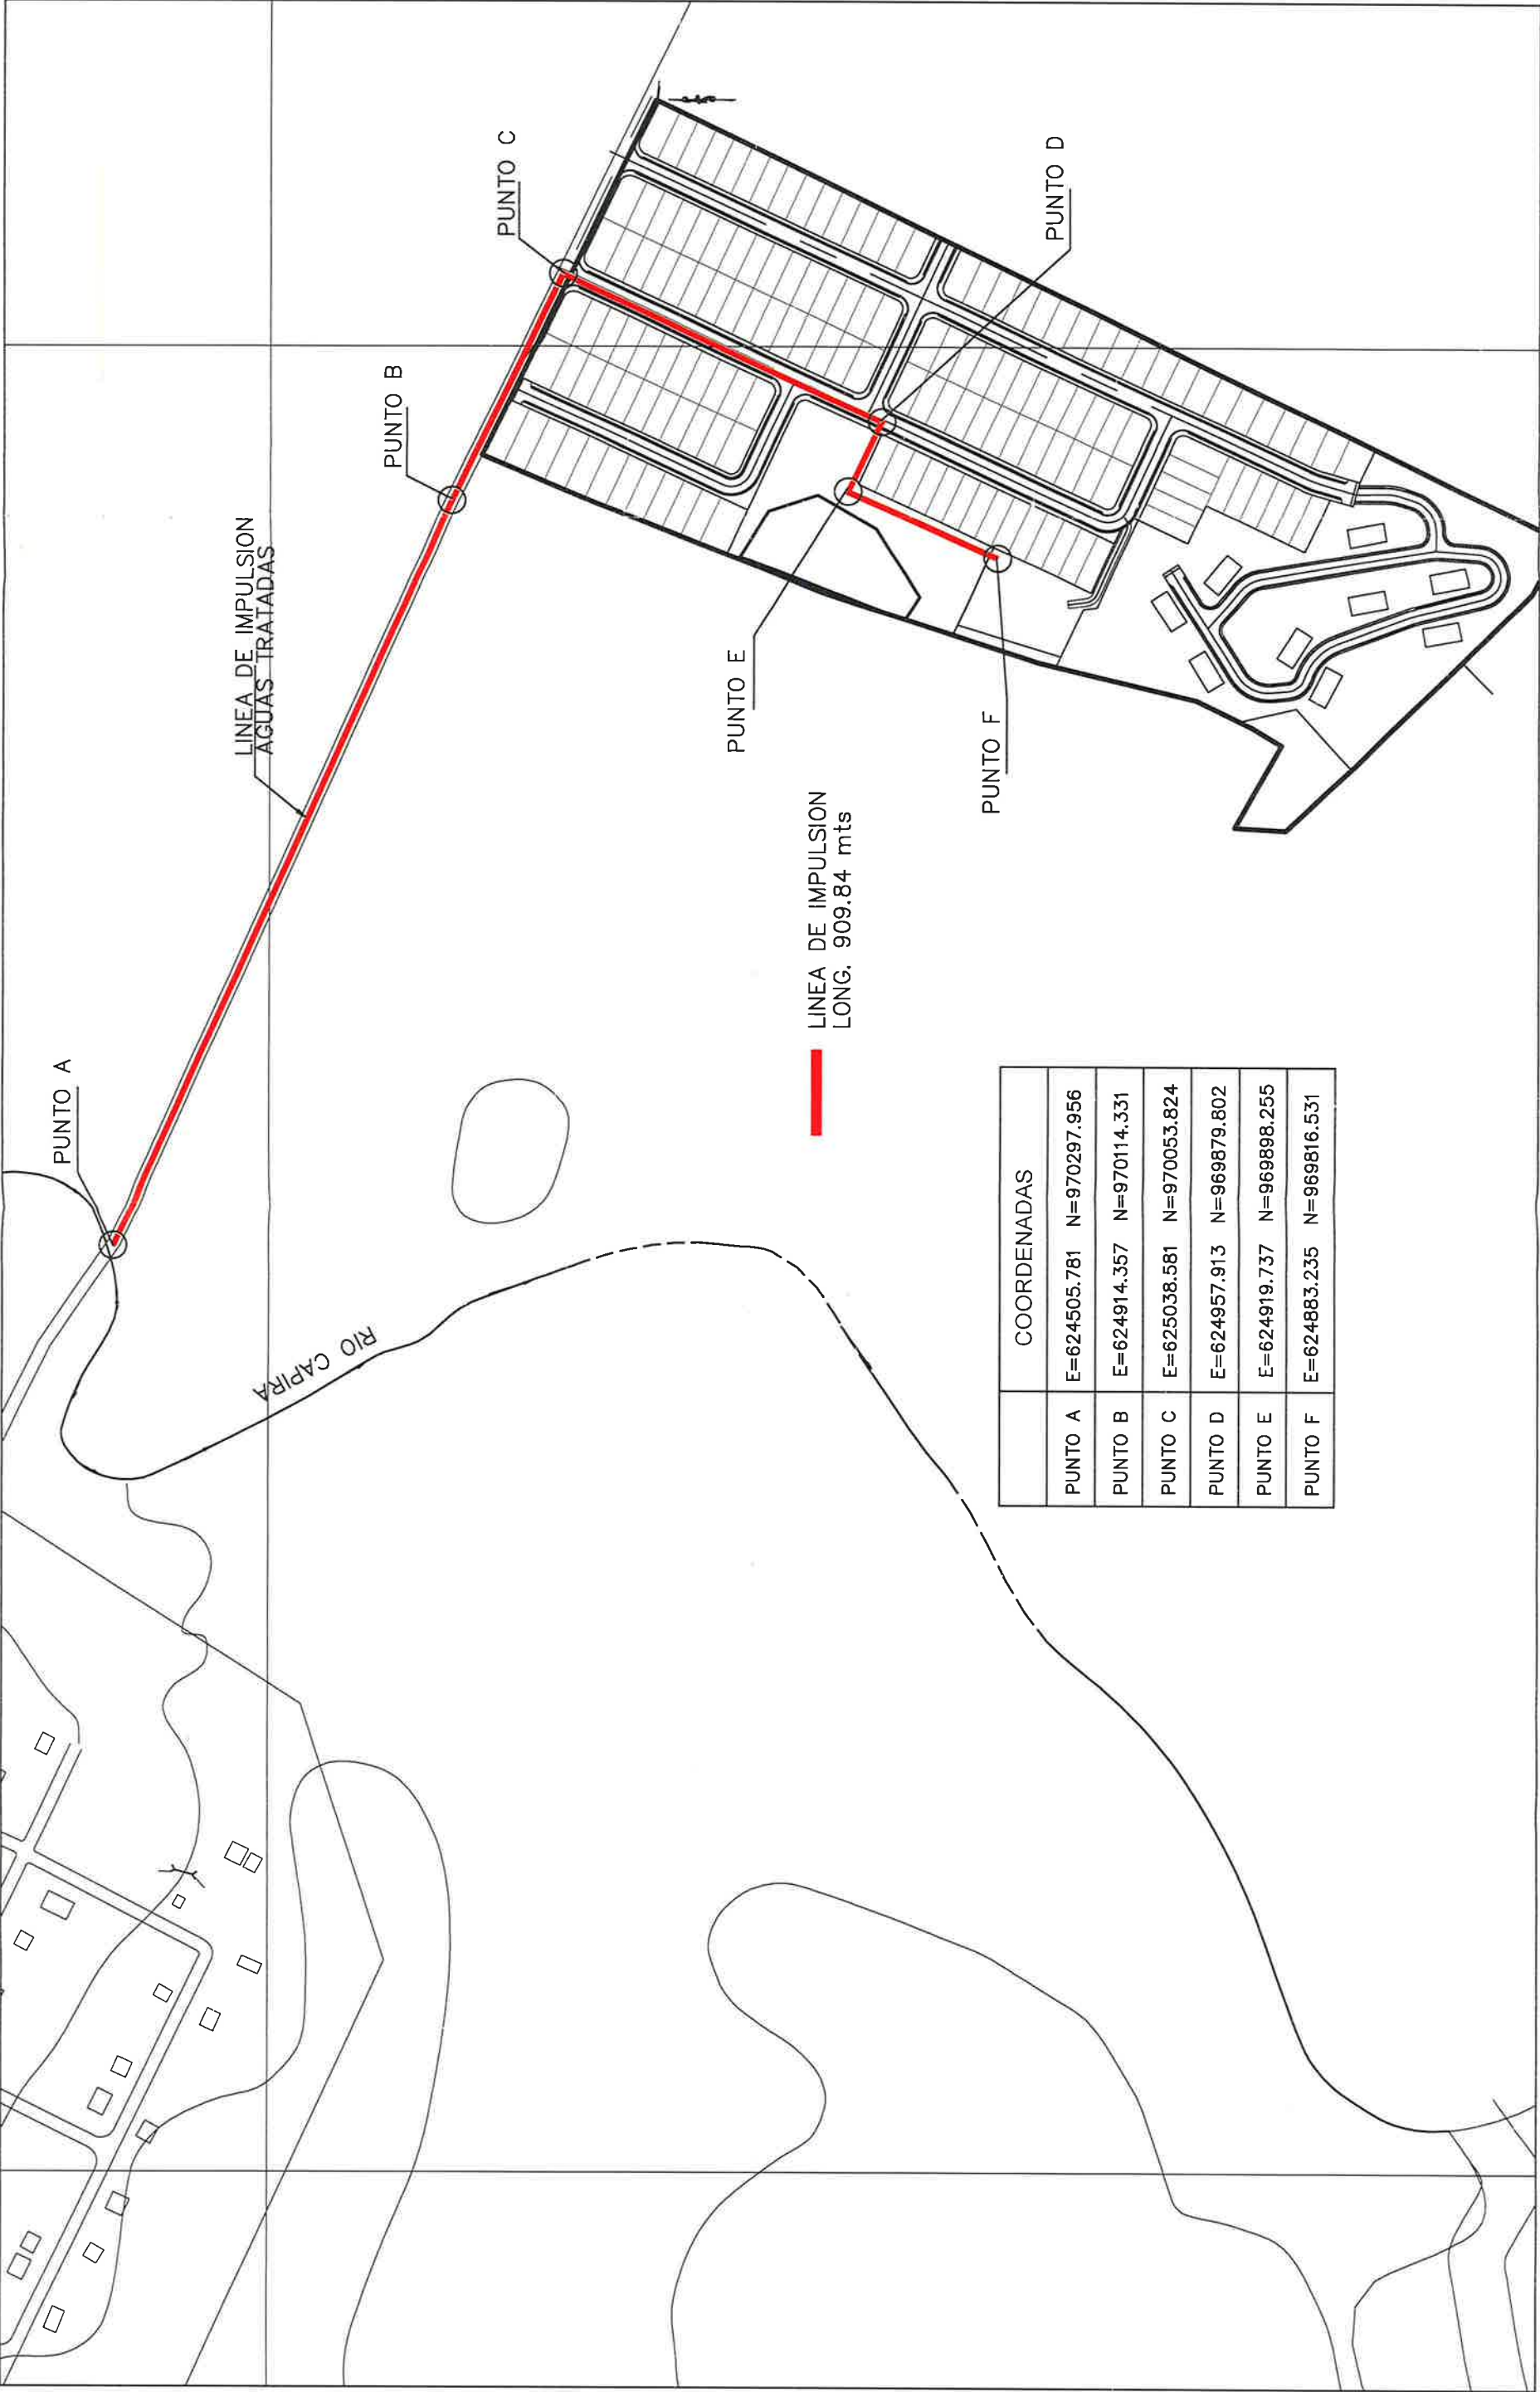 PUNTO A
LINEA DE IMPULSION
AGUAS TRATADAS
PUNTO B
PUNTO C
RIO CAPIRA
PUNTO E
PUNTO D
PUNTO F
LINEA DE IMPULSION
LONG. 909.84 mts
COORDENADAS
PUNTO A E=624505.781 N=970297.956
PUNTO B E=624914.357 N=970114.331
PUNTO C E=625038.581 N=970053.824
PUNTO D E=624957.913 N=969879.802
PUNTO E E=624919.737 N=969898.255
PUNTO F E=624883.235 N=969816.531